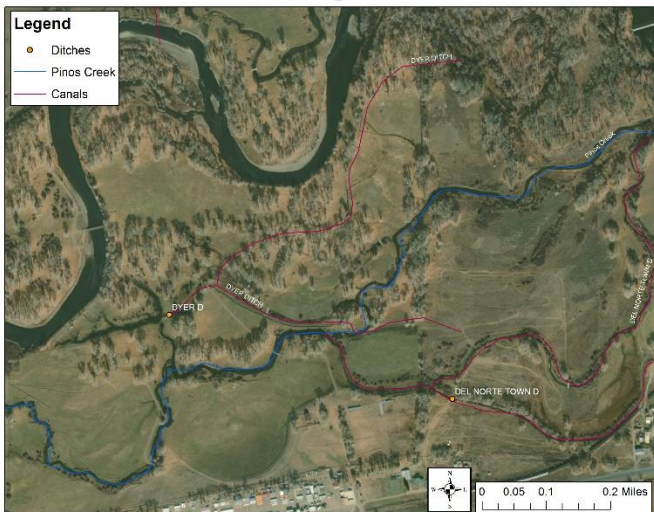 Legend
Ditches
Pinos Creek
Canals
DYER DITCH
Pinos Creek
DEL NORTE TOWN D
DYER DITCH
DYER D
DEL NORTE TOWN D
N
W
E
S
0 0.05 0.1 0.2 Miles